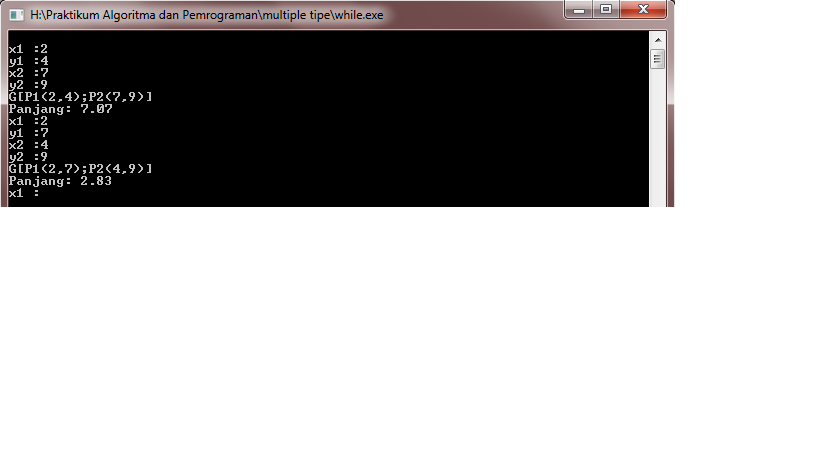 H:\Praktikum Algoritma dan Pemrograman\multiple tipe\while.exe
x1 :2
y1 :4
x2 :7
y2 :9
G[P1(2,4);P2(7,9)]
Panjang: 7.07
x1 :2
y1 :7
x2 :4
y2 :9
G[P1(2,7);P2(4,9)]
Panjang: 2.83
x1 :